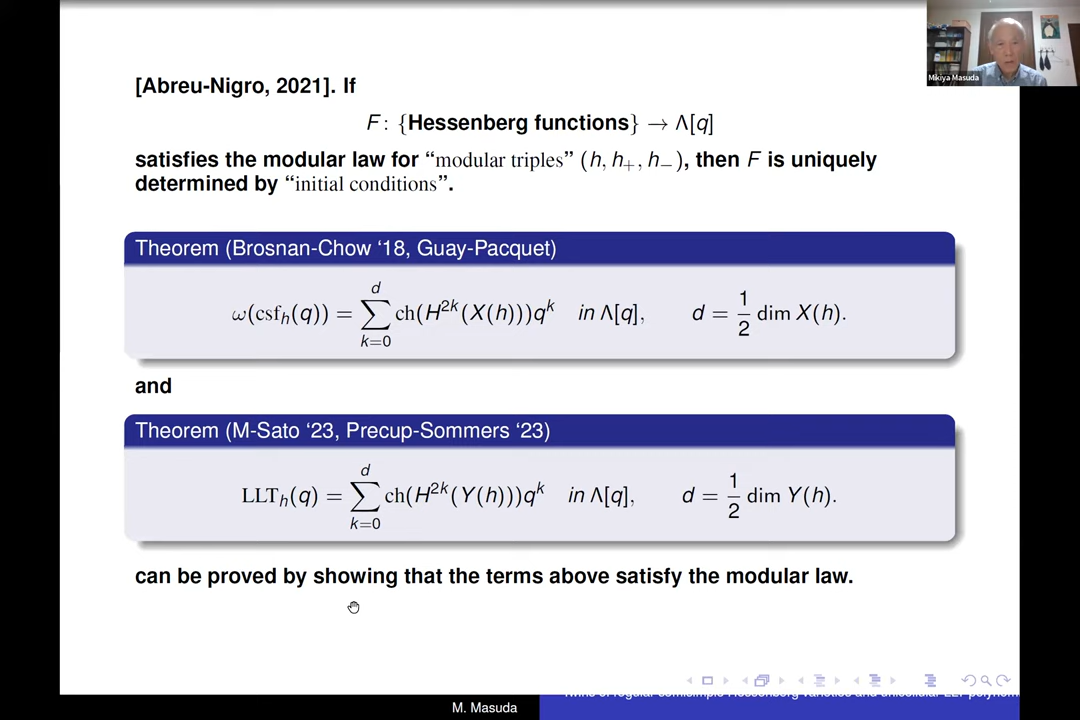 Mikiya Masuda
[Abreu-Nigro, 2021]. If
F : {Hessenberg functions} → Λ[q]
satisfies the modular law for “modular triples” (h, h₊, h₋), then F is uniquely
determined by “initial conditions”.
Theorem (Brosnan-Chow ‘18, Guay-Pacquet)
ω(csfₕ(q)) = ∑_{k=0}^{d} ch(H^{2k}(X(h)))q^k in Λ[q], d = \frac{1}{2} dim X(h).
and
Theorem (M-Sato ‘23, Precup-Sommers ‘23)
LLTₕ(q) = ∑_{k=0}^{d} ch(H^{2k}(Y(h)))q^k in Λ[q], d = \frac{1}{2} dim Y(h).
can be proved by showing that the terms above satisfy the modular law.
M. Masuda